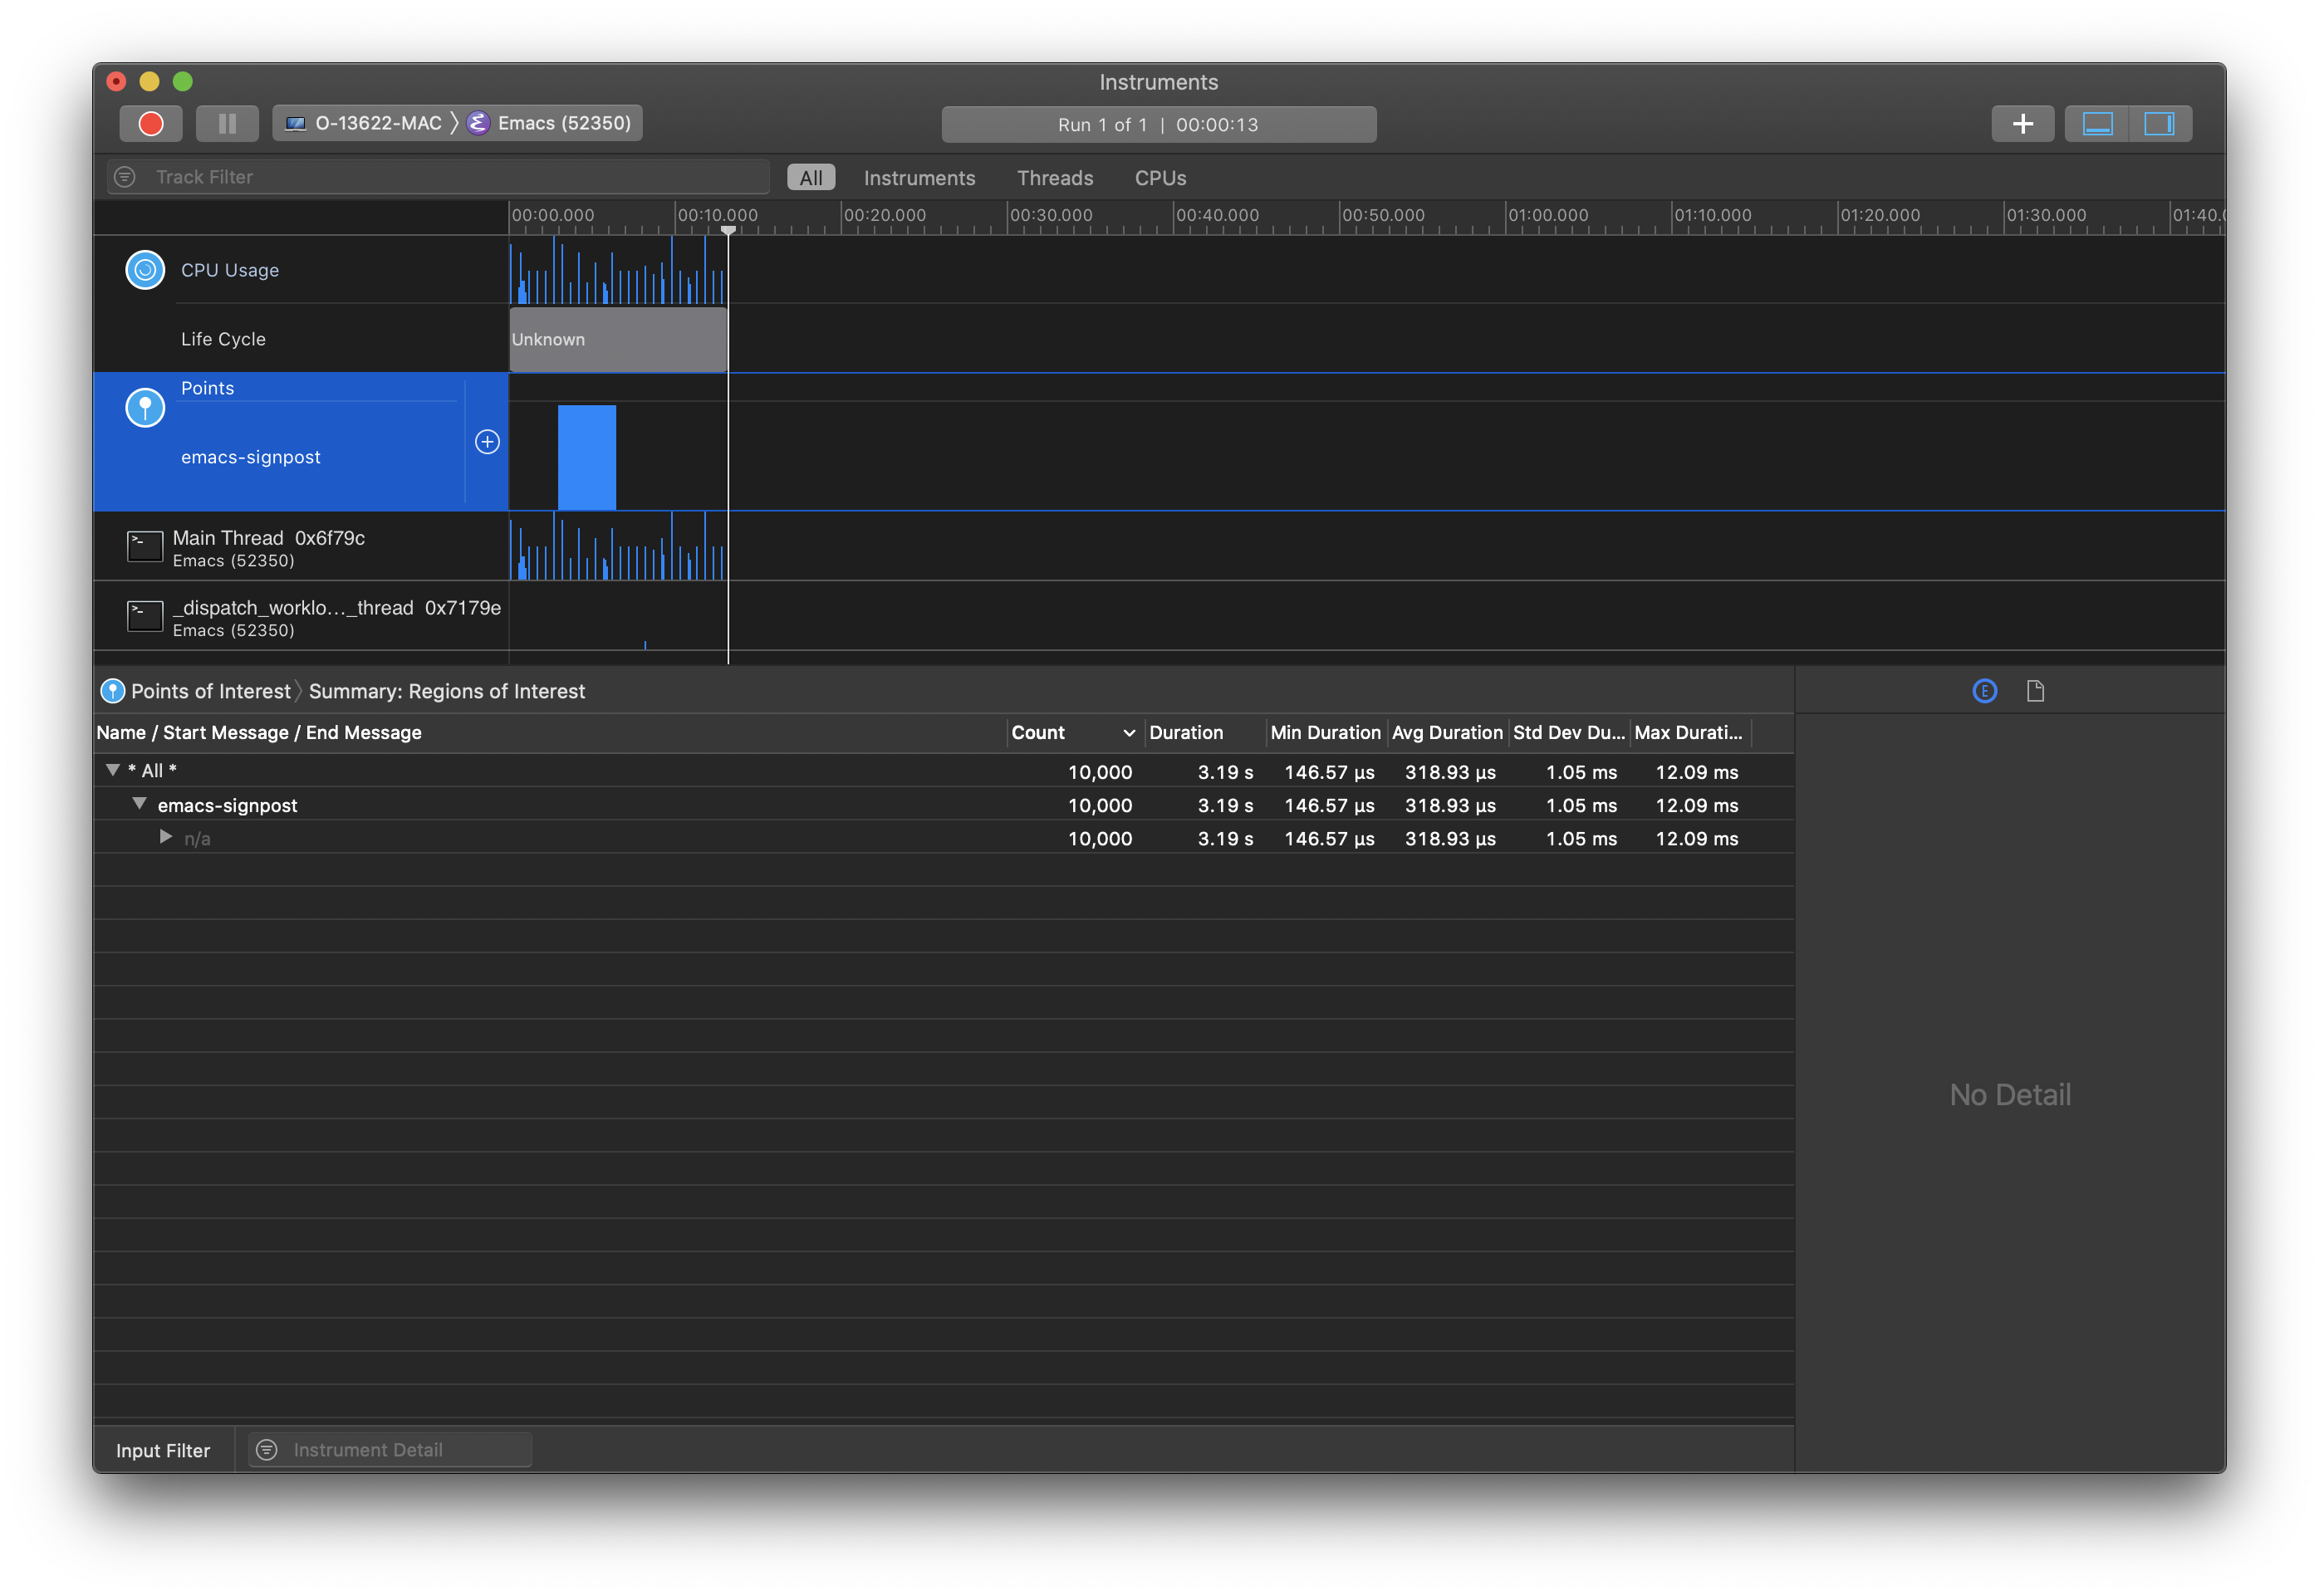 Instruments
O-13622-MAC Emacs (52350)
Run 1 of 1 | 00:00:13
Track Filter All Instruments Threads CPUs
00:00.000 00:10.000 00:20.000 00:30.000 00:40.000 00:50.000 01:00.000 01:10.000 01:20.000 01:30.000 01:40.
CPU Usage
Life Cycle Unknown
Points
emacs-signpost
Main Thread 0x6f79c
Emacs (52350)
_dispatch_worklo…_thread 0x7179e
Emacs (52350)
Points of Interest Summary: Regions of Interest
Name / Start Message / End Message Count Duration Min Duration Avg Duration Std Dev Du... Max Durati...
* All * 10,000 3.19 s 146.57 µs 318.93 µs 1.05 ms 12.09 ms
emacs-signpost 10,000 3.19 s 146.57 µs 318.93 µs 1.05 ms 12.09 ms
n/a 10,000 3.19 s 146.57 µs 318.93 µs 1.05 ms 12.09 ms
No Detail
Input Filter Instrument Detail